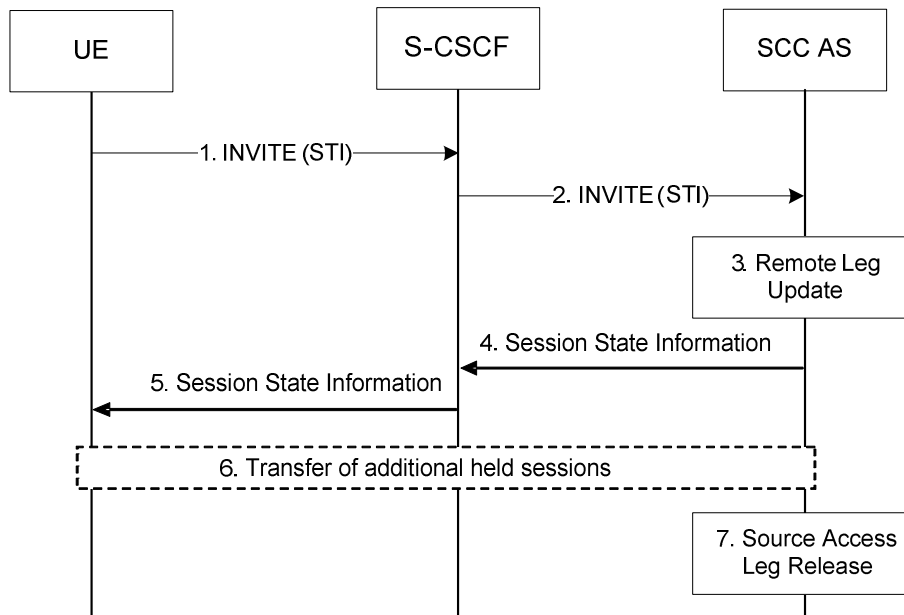 UE
S-CSCF
SCC AS
1. INVITE (STI)
2. INVITE (STI)
3. Remote Leg
Update
4. Session State Information
5. Session State Information
6. Transfer of additional held sessions
7. Source Access
Leg Release